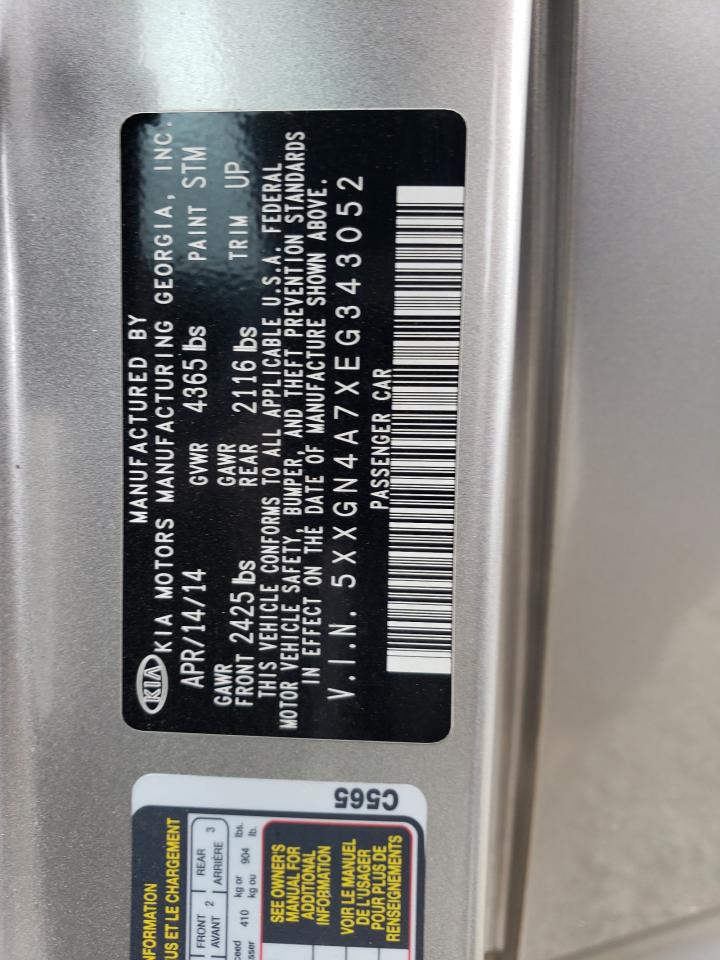 MANUFACTURED BY
KIA KIA MOTORS MANUFACTURING GEORGIA, INC.
APR/14/14 GVWR 4365 lbs PAINT STM
GAWR FRONT 2425 lbs GAWR REAR 2116 lbs TRIM UP
THIS VEHICLE CONFORMS TO ALL APPLICABLE U.S.A. FEDERAL
MOTOR VEHICLE SAFETY, BUMPER, AND THEFT PREVENTION STANDARDS
IN EFFECT ON THE DATE OF MANUFACTURE SHOWN ABOVE.
V.I.N. 5XXGN4A7XEG343052
PASSENGER CAR
C565
US ET LE CHARGEMENT
FRONT 2 REAR 3
AVANT ARRIÈRE
410 kg or 904 lbs.
kg ou lb.
SEE OWNER'S
MANUAL FOR
ADDITIONAL
INFORMATION
VOIR LE MANUEL
DE L'USAGER
POUR PLUS DE
RENSEIGNEMENTS